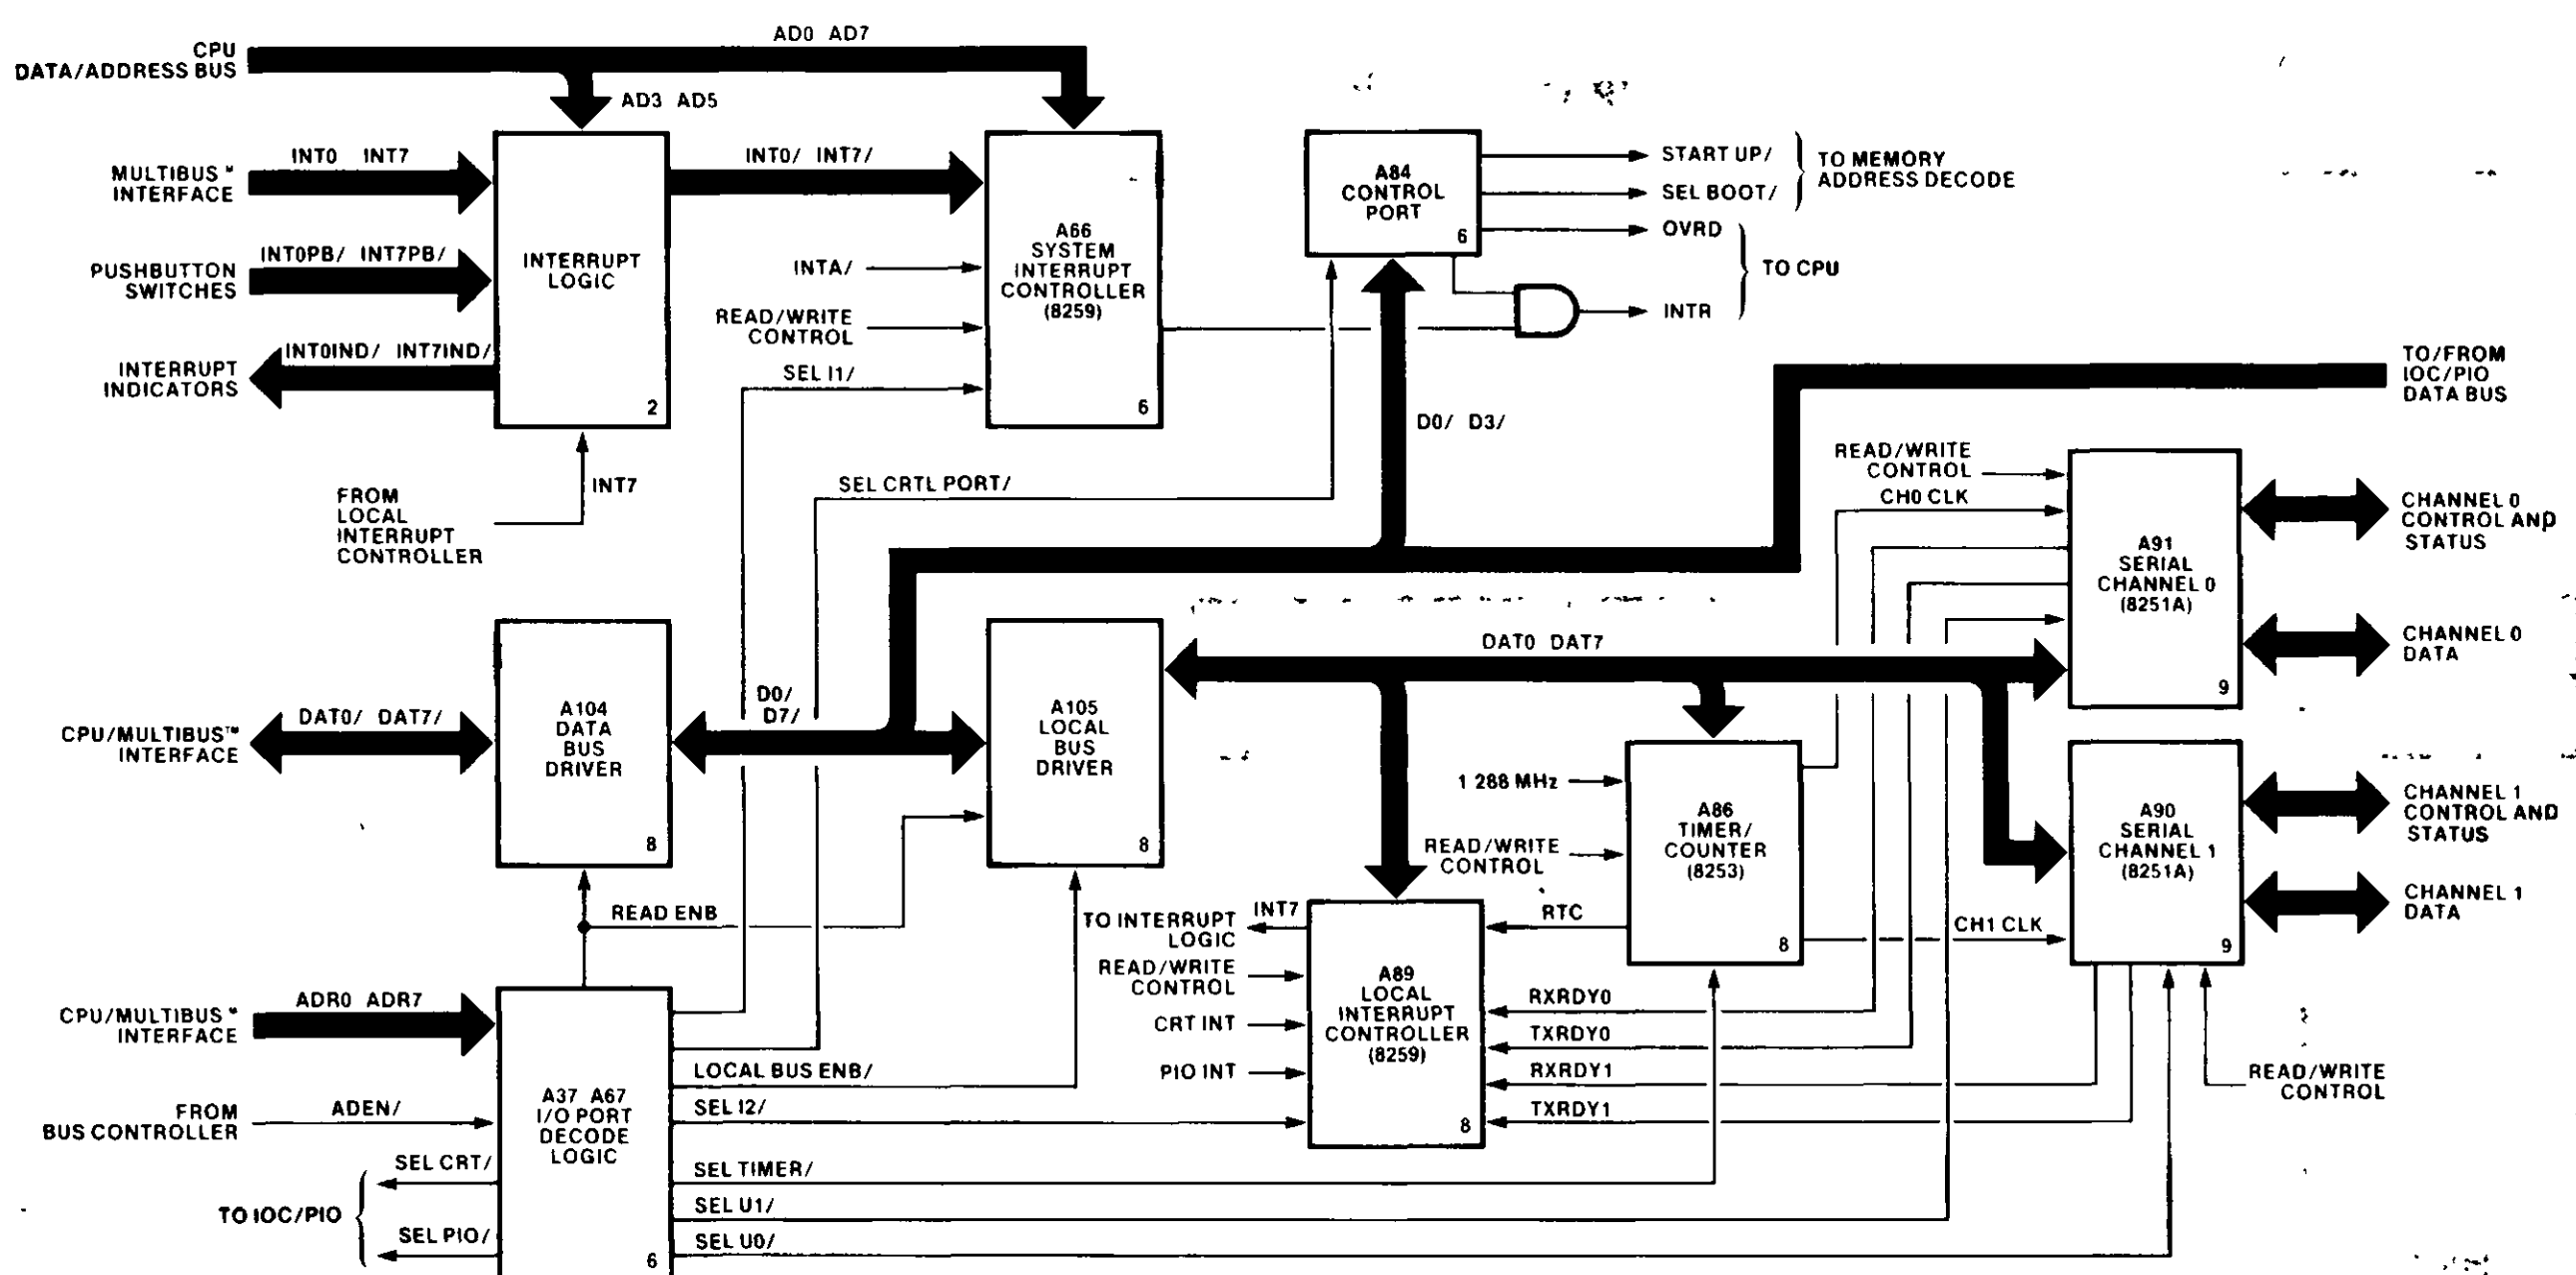 CPU
DATA/ADDRESS BUS
AD0 AD7
AD3 AD5
MULTIBUS™
INTERFACE
INT0 INT7
PUSHBUTTON
SWITCHES
INT0PB/ INT7PB/
INTERRUPT
INDICATORS
INT0IND/ INT7IND/
INTERRUPT
LOGIC
2
FROM
LOCAL
INTERRUPT
CONTROLLER
INT7
INT0/ INT7/
INTA/
READ/WRITE
CONTROL
SEL I1/
A66
SYSTEM
INTERRUPT
CONTROLLER
(8259)
6
A84
CONTROL
PORT
6
START UP/
SEL BOOT/
TO MEMORY
ADDRESS DECODE
OVRD
INTR
TO CPU
D0/ D3/
SEL CRTL PORT/
TO/FROM
IOC/PIO
DATA BUS
READ/WRITE
CONTROL
CH0 CLK
A91
SERIAL
CHANNEL 0
(8251A)
9
CHANNEL 0
CONTROL AND
STATUS
CHANNEL 0
DATA
CPU/MULTIBUS™
INTERFACE
DAT0/ DAT7/
A104
DATA
BUS
DRIVER
8
D0/
D7/
A105
LOCAL
BUS
DRIVER
8
DAT0 DAT7
READ ENB
1 288 MHz
READ/WRITE
CONTROL
A86
TIMER/
COUNTER
(8253)
8
RTC
CH1 CLK
A90
SERIAL
CHANNEL 1
(8251A)
9
CHANNEL 1
CONTROL AND
STATUS
CHANNEL 1
DATA
READ/WRITE
CONTROL
TO INTERRUPT
LOGIC
INT7
READ/WRITE
CONTROL
CRT INT
PIO INT
A89
LOCAL
INTERRUPT
CONTROLLER
(8259)
8
RXRDY0
TXRDY0
RXRDY1
TXRDY1
CPU/MULTIBUS™
INTERFACE
ADR0 ADR7
FROM
BUS CONTROLLER
ADEN/
TO IOC/PIO
SEL CRT/
SEL PIO/
A37 A67
I/O PORT
DECODE
LOGIC
6
LOCAL BUS ENB/
SEL I2/
SEL TIMER/
SEL U1/
SEL U0/